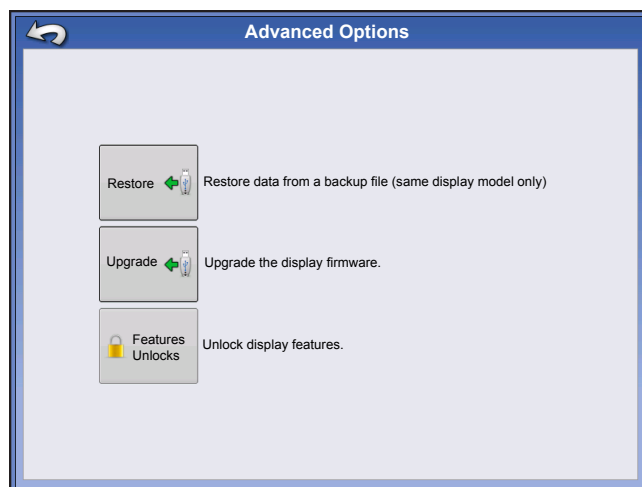 Advanced Options
Restore
Restore data from a backup file (same display model only)
Upgrade
Upgrade the display firmware.
Features
Unlocks
Unlock display features.